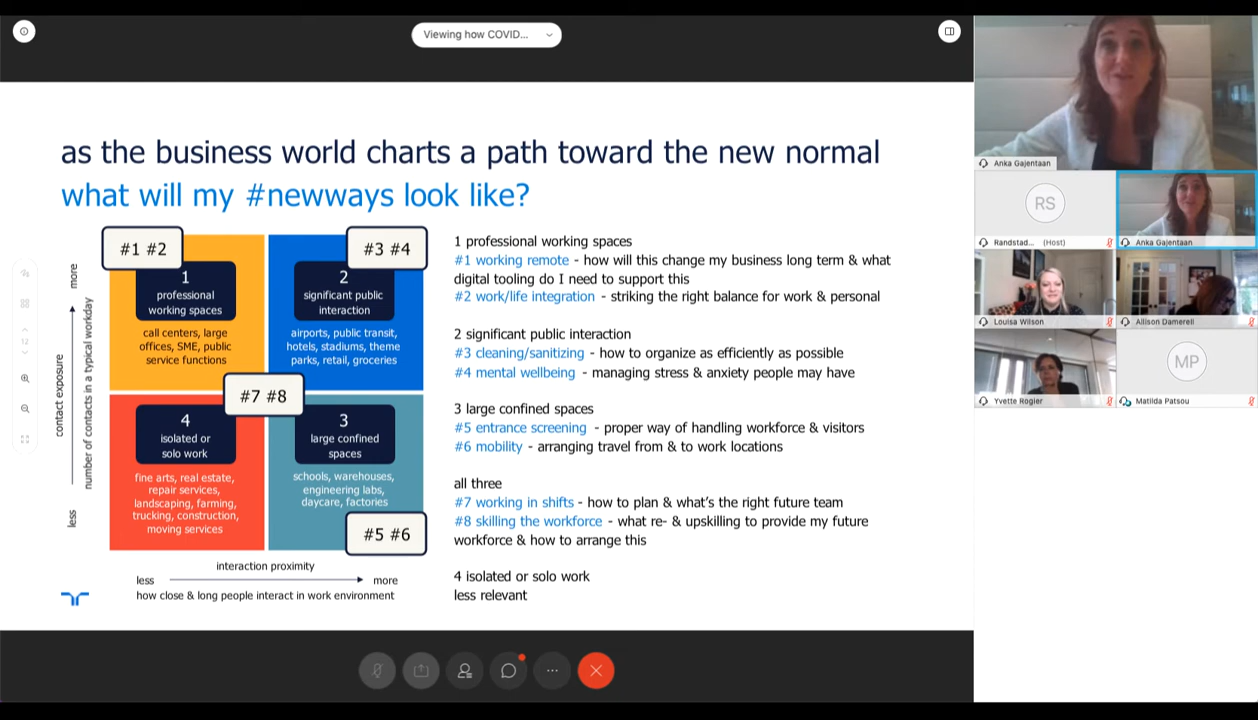 Viewing how COVID...
as the business world charts a path toward the new normal
what will my #newways look like?
#1 #2
1
professional
working spaces
call centers, large
offices, SME, public
service functions
#3 #4
2
significant public
interaction
airports, public transit,
hotels, stadiums, theme
parks, retail, groceries
#7 #8
4
isolated or
solo work
fine arts, real estate,
repair services,
landscaping, farming,
trucking, construction,
moving services
3
large confined
spaces
schools, warehouses,
engineering labs,
daycare, factories
#5 #6
more
contact exposure
number of contacts in a typical workday
less
interaction proximity
less
more
how close & long people interact in work environment
1 professional working spaces
#1 working remote - how will this change my business long term & what
digital tooling do I need to support this
#2 work/life integration - striking the right balance for work & personal
2 significant public interaction
#3 cleaning/sanitizing - how to organize as efficiently as possible
#4 mental wellbeing - managing stress & anxiety people may have
3 large confined spaces
#5 entrance screening - proper way of handling workforce & visitors
#6 mobility - arranging travel from & to work locations
all three
#7 working in shifts - how to plan & what's the right future team
#8 skilling the workforce - what re- & upskilling to provide my future
workforce & how to arrange this
4 isolated or solo work
less relevant
12
Anka Gajentaan
RS
Randstad... (Host)
Anka Gajentaan
Louisa Wilson
Allison Damerell
Yvette Rogier
MP
Matilda Patsou